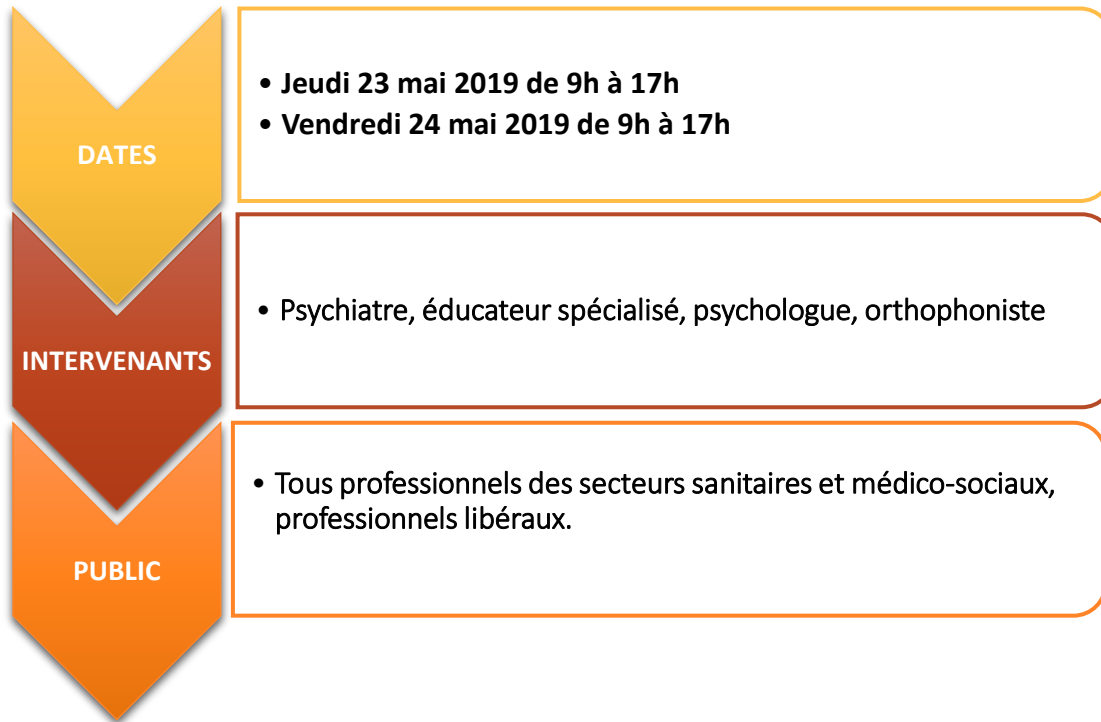 DATES
• Jeudi 23 mai 2019 de 9h à 17h
• Vendredi 24 mai 2019 de 9h à 17h
INTERVENANTS
• Psychiatre, éducateur spécialisé, psychologue, orthophoniste
PUBLIC
• Tous professionnels des secteurs sanitaires et médico-sociaux,
professionnels libéraux.